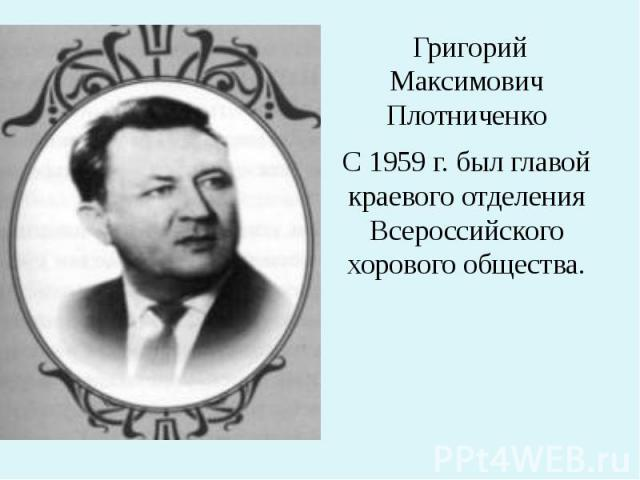 Григорий
Максимович
Плотниченко
С 1959 г. был главой
краевого отделения
Всероссийского
хорового общества.
PPt4WEB.ru